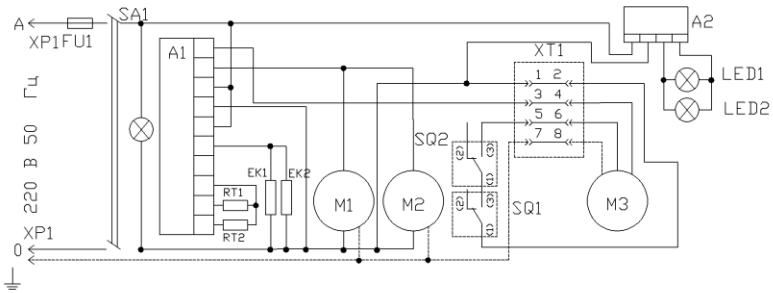 A
XP1
FU1
SA1
A1
A2
XT1
1 2
3 4
5 6
7 8
LED1
LED2
220 В 50 Гц
SQ2
(2)
(3)
(1)
SQ1
(2)
(3)
(1)
EK1
EK2
RT1
RT2
M1
M2
M3
XP1
0